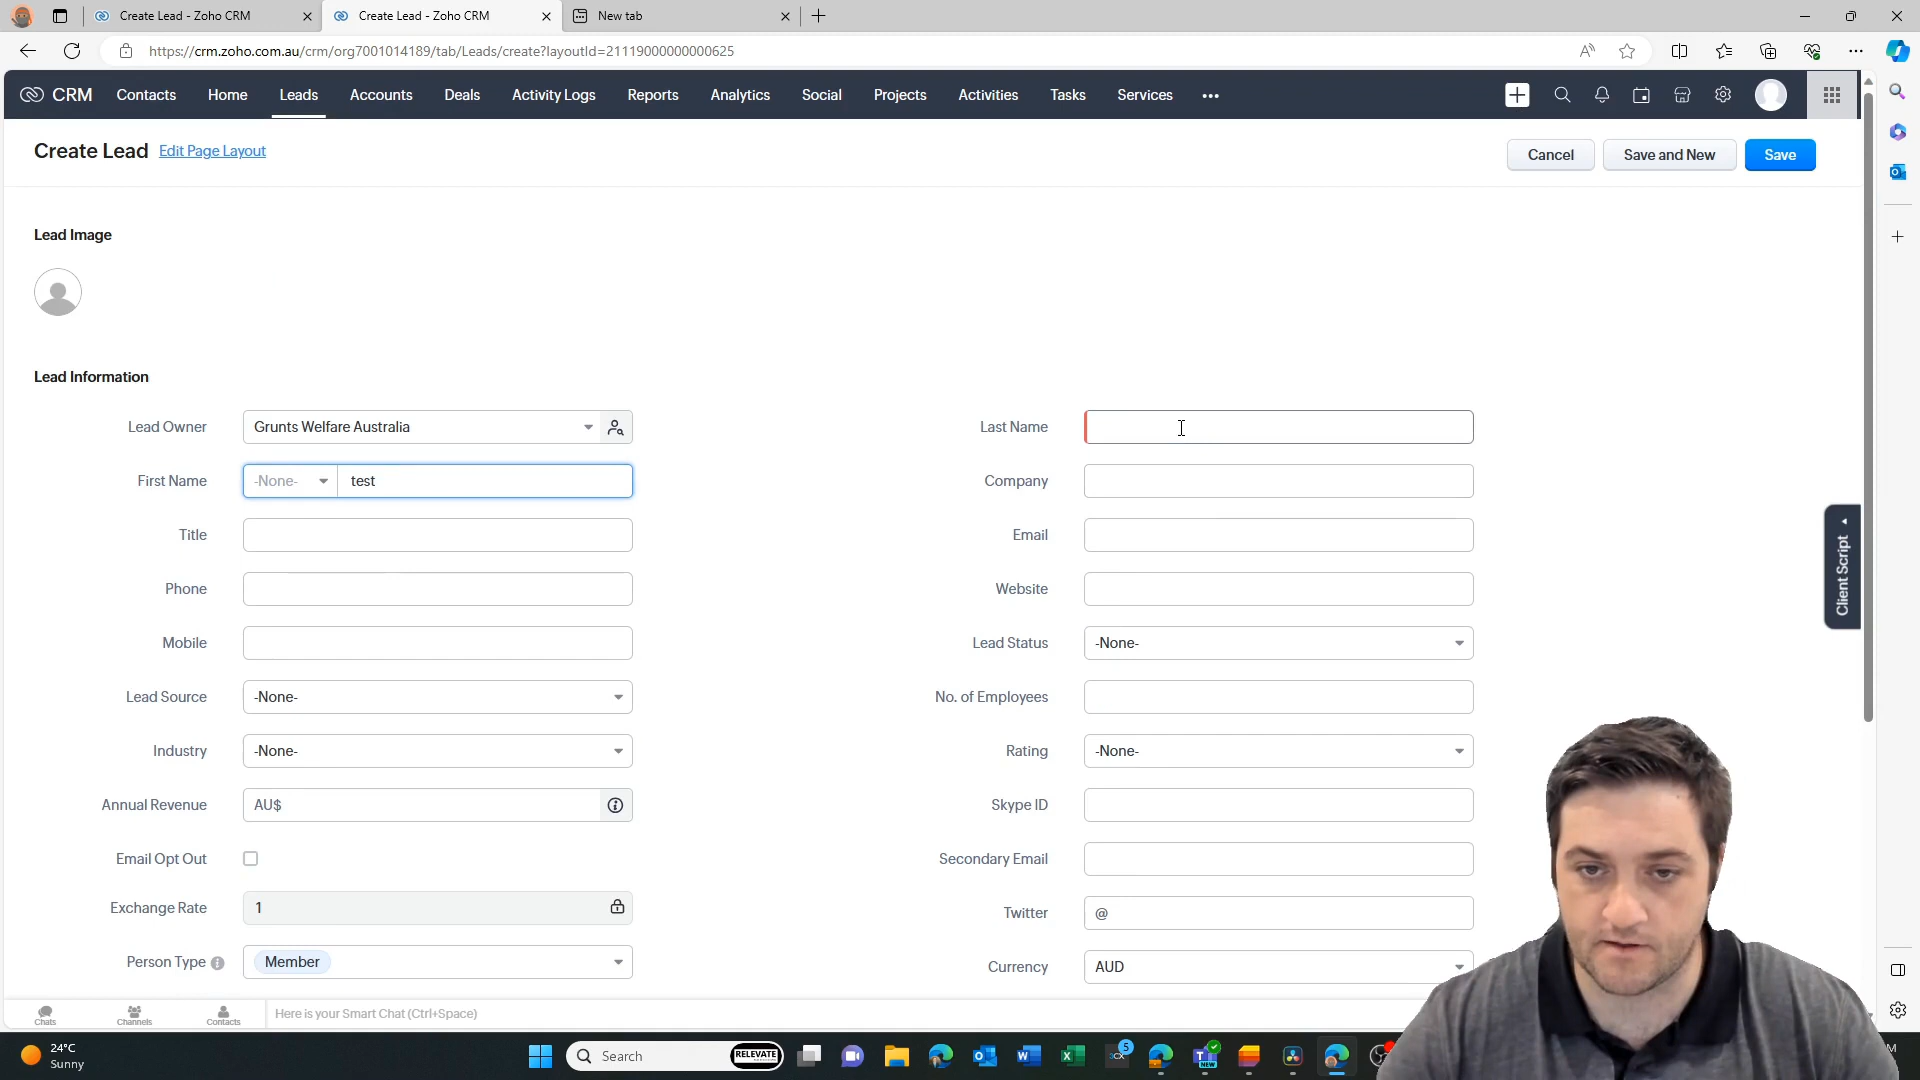 Create Lead - Zoho CRM
Create Lead - Zoho CRM
New tab
https://crm.zoho.com.au/crm/org7001014189/tab/Leads/create?layoutId=21119000000000625
CRM Contacts Home Leads Accounts Deals Activity Logs Reports Analytics Social Projects Activities Tasks Services
Create Lead Edit Page Layout
Cancel Save and New Save
Lead Image
Lead Information
Lead Owner Grunts Welfare Australia Last Name
First Name -None- test Company
Title Email
Phone Website
Mobile Lead Status -None-
Lead Source -None- No. of Employees
Industry -None- Rating -None-
Annual Revenue AU$ Skype ID
Email Opt Out Secondary Email
Exchange Rate 1 Twitter @
Person Type Member Currency AUD
Client Script
Chats Channels Contacts Here is your Smart Chat (Ctrl+Space)
24°C
Sunny
Search RELEVATE
5
NEW